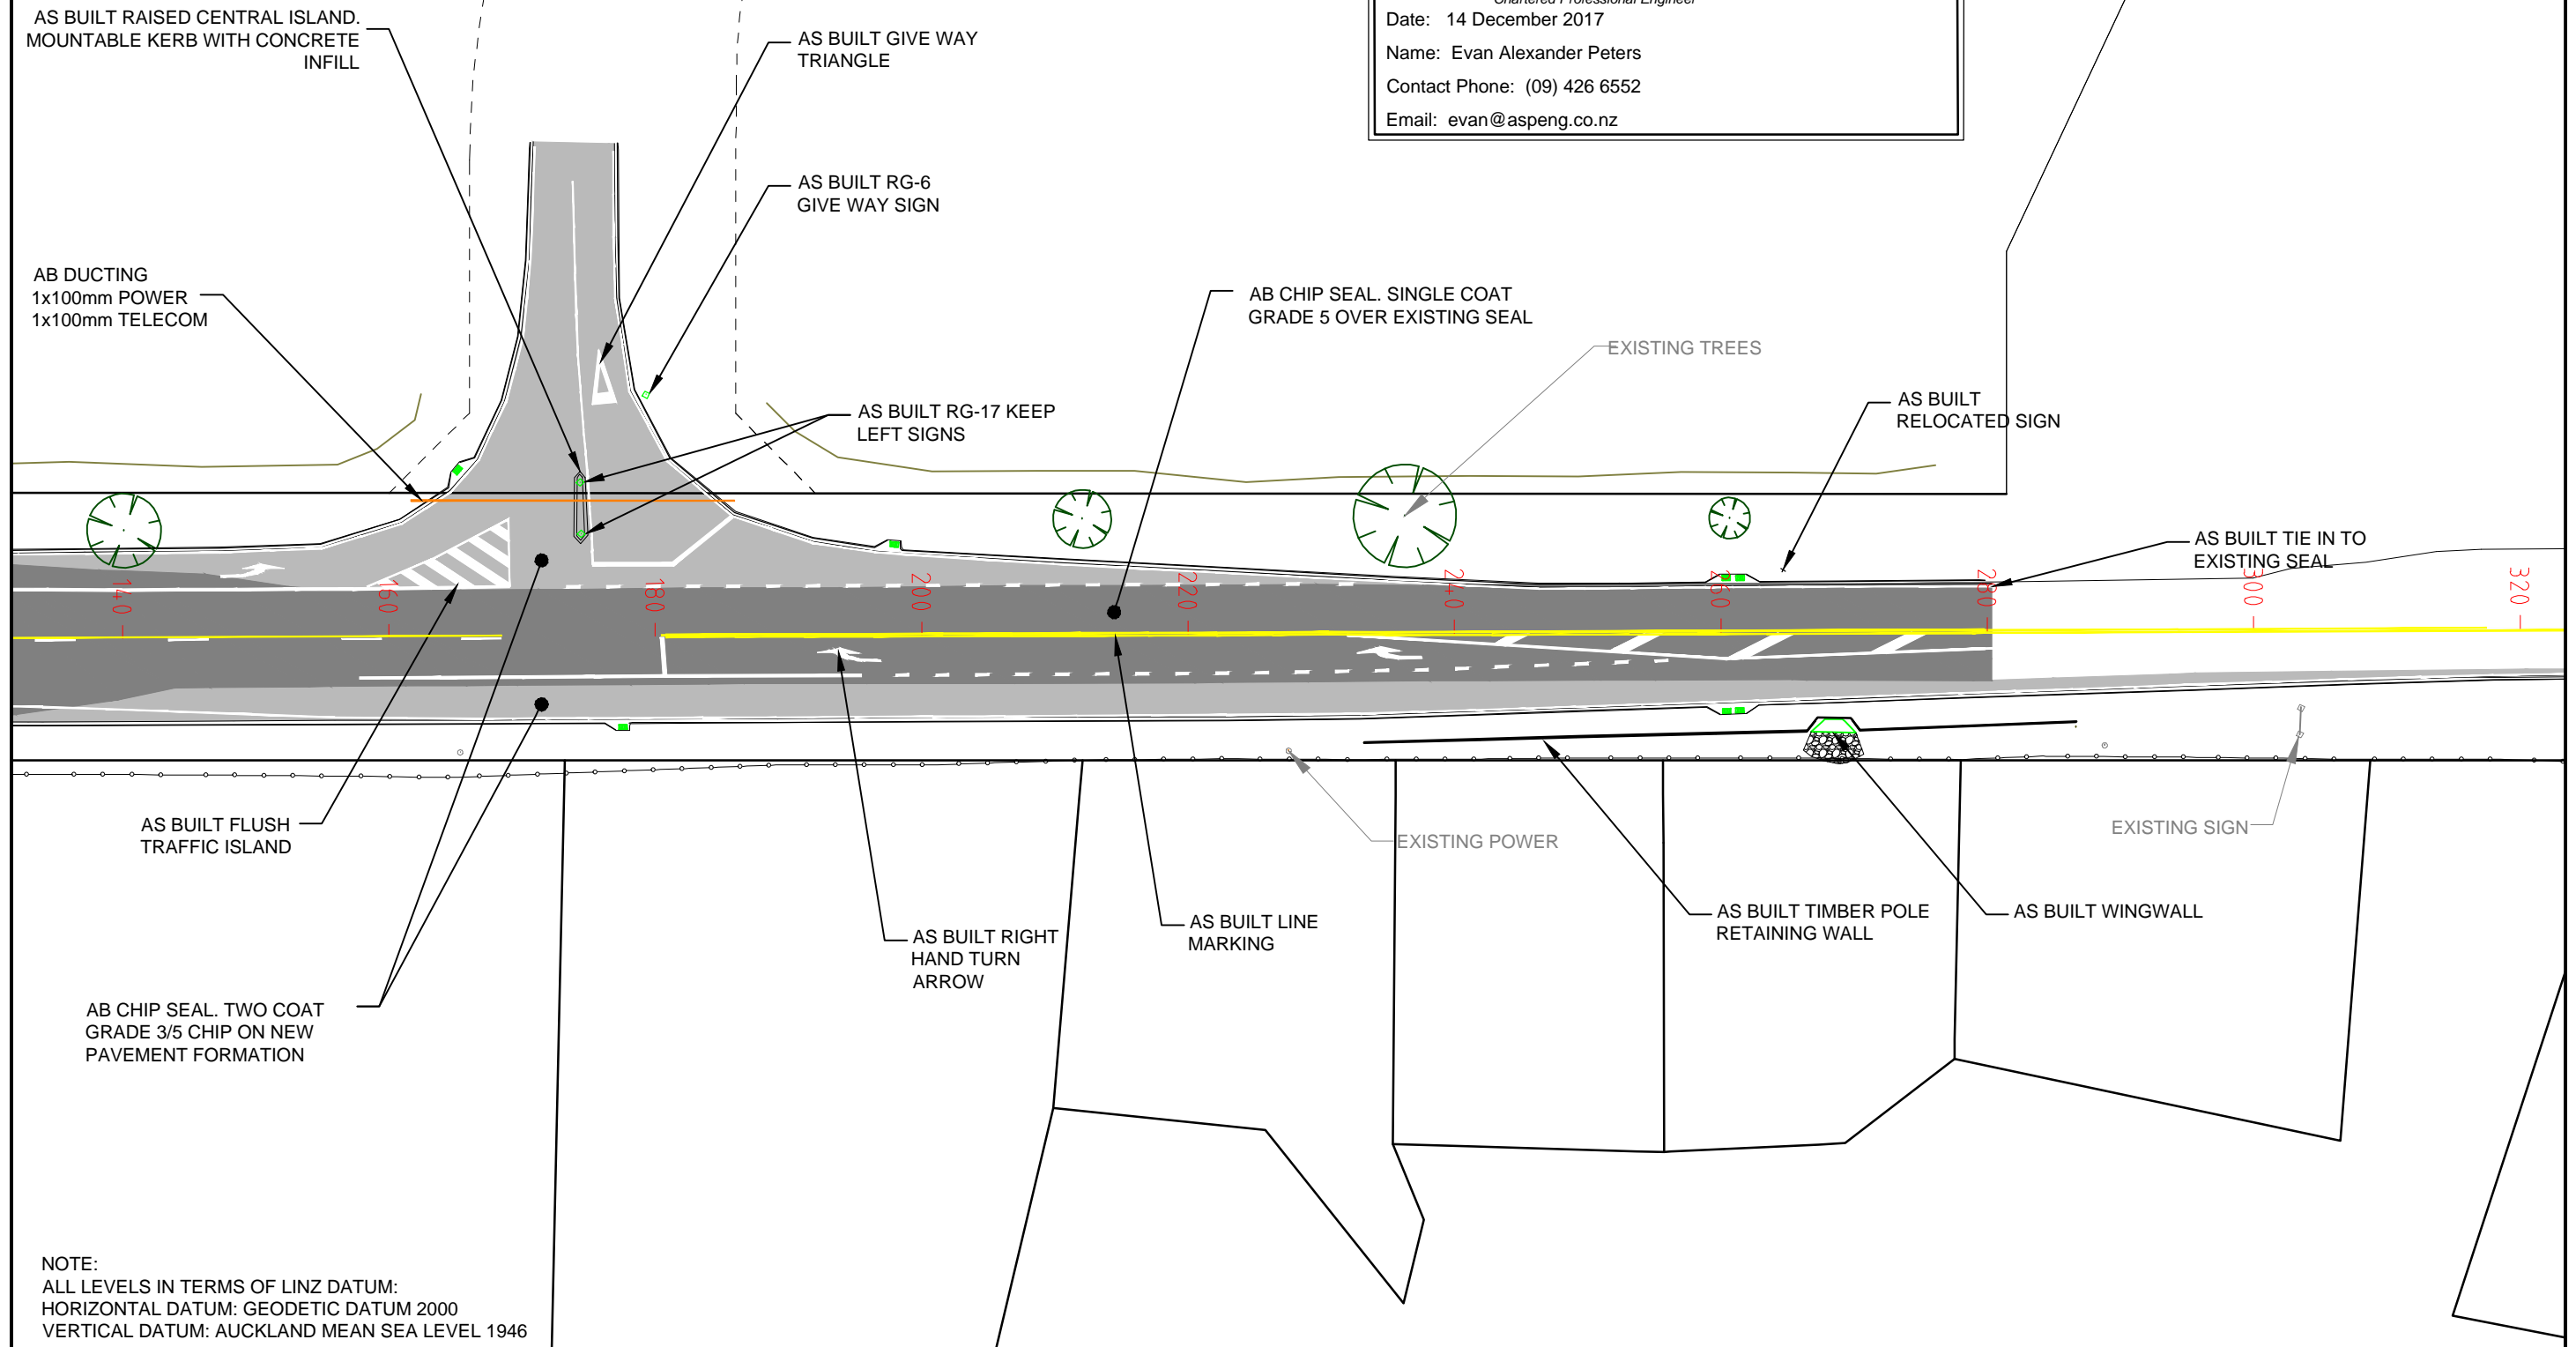 AS BUILT RAISED CENTRAL ISLAND.
MOUNTABLE KERB WITH CONCRETE
INFILL
AS BUILT GIVE WAY
TRIANGLE
Chartered Professional Engineer
Date: 14 December 2017
Name: Evan Alexander Peters
Contact Phone: (09) 426 6552
Email: evan@aspeng.co.nz
AS BUILT RG-6
GIVE WAY SIGN
AB DUCTING
1x100mm POWER
1x100mm TELECOM
AB CHIP SEAL. SINGLE COAT
GRADE 5 OVER EXISTING SEAL
EXISTING TREES
AS BUILT RG-17 KEEP
LEFT SIGNS
AS BUILT
RELOCATED SIGN
AS BUILT TIE IN TO
EXISTING SEAL
140
160
180
200
220
240
260
280
300
320
AS BUILT FLUSH
TRAFFIC ISLAND
EXISTING POWER
EXISTING SIGN
AS BUILT RIGHT
HAND TURN
ARROW
AS BUILT LINE
MARKING
AS BUILT TIMBER POLE
RETAINING WALL
AS BUILT WINGWALL
AB CHIP SEAL. TWO COAT
GRADE 3/5 CHIP ON NEW
PAVEMENT FORMATION
NOTE:
ALL LEVELS IN TERMS OF LINZ DATUM:
HORIZONTAL DATUM: GEODETIC DATUM 2000
VERTICAL DATUM: AUCKLAND MEAN SEA LEVEL 1946